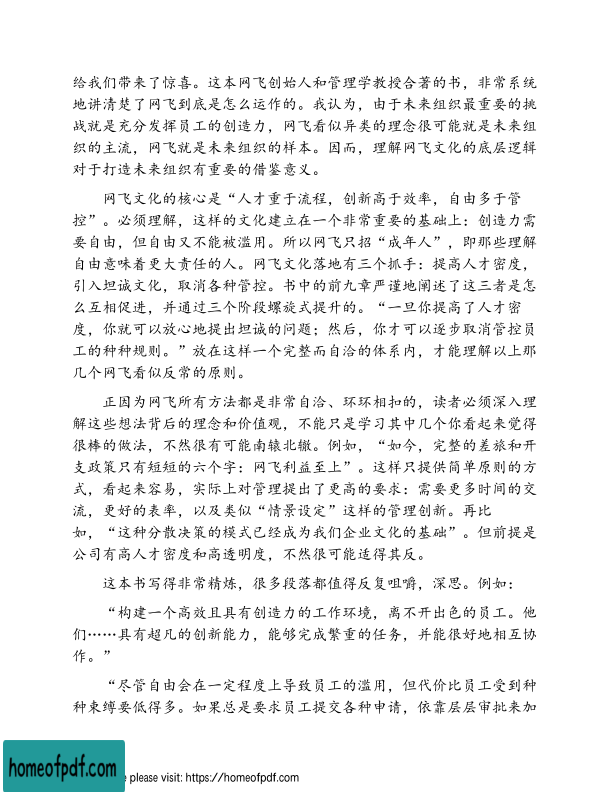 给我们带来了惊喜。这本网飞创始人和管理学教授合著的书，非常系统
地讲清楚了网飞到底是怎么运作的。我认为，由于未来组织最重要的挑
战就是充分发挥员工的创造力，网飞看似异类的理念很可能就是未来组
织的主流，网飞就是未来组织的样本。因而，理解网飞文化的底层逻辑
对于打造未来组织有重要的借鉴意义。
网飞文化的核心是“人才重于流程，创新高于效率，自由多于管
控”。必须理解，这样的文化建立在一个非常重要的基础上：创造力需
要自由，但自由又不能被滥用。所以网飞只招“成年人”，即那些理解
自由意味着更大责任的人。网飞文化落地有三个抓手：提高人才密度，
引入坦诚文化，取消各种管控。书中的前九章严谨地阐述了这三者是怎
么互相促进，并通过三个阶段螺旋式提升的。“一旦你提高了人才密
度，你就可以放心地提出坦诚的问题；然后，你才可以逐步取消管控员
工的种种规则。”放在这样一个完整而自洽的体系内，才能理解以上那
几个网飞看似反常的原则。
正因为网飞所有方法都是非常自洽、环环相扣的，读者必须深入理
解这些想法背后的理念和价值观，不能只是学习其中几个你看起来觉得
很棒的做法，不然很有可能南辕北辙。例如，“如今，完整的差旅和开
支政策只有短短的六个字：网飞利益至上”。这样只提供简单原则的方
式，看起来容易，实际上对管理提出了更高的要求：需要更多时间的交
流，更好的表率，以及类似“情景设定”这样的管理创新。再比
如，“这种分散决策的模式已经成为我们企业文化的基础”。但前提是
公司有高人才密度和高透明度，不然很可能适得其反。
这本书写得非常精炼，很多段落都值得反复咀嚼，深思。例如：
“构建一个高效且具有创造力的工作环境，离不开出色的员工。他
们……具有超凡的创新能力，能够完成繁重的任务，并能很好地相互协
作。”
“尽管自由会在一定程度上导致员工的滥用，但代价比员工受到种
种束缚要低得多。如果总是要求员工提交各种申请，依靠层层审批来加
homeofpdf.com
please visit: https://homeofpdf.com